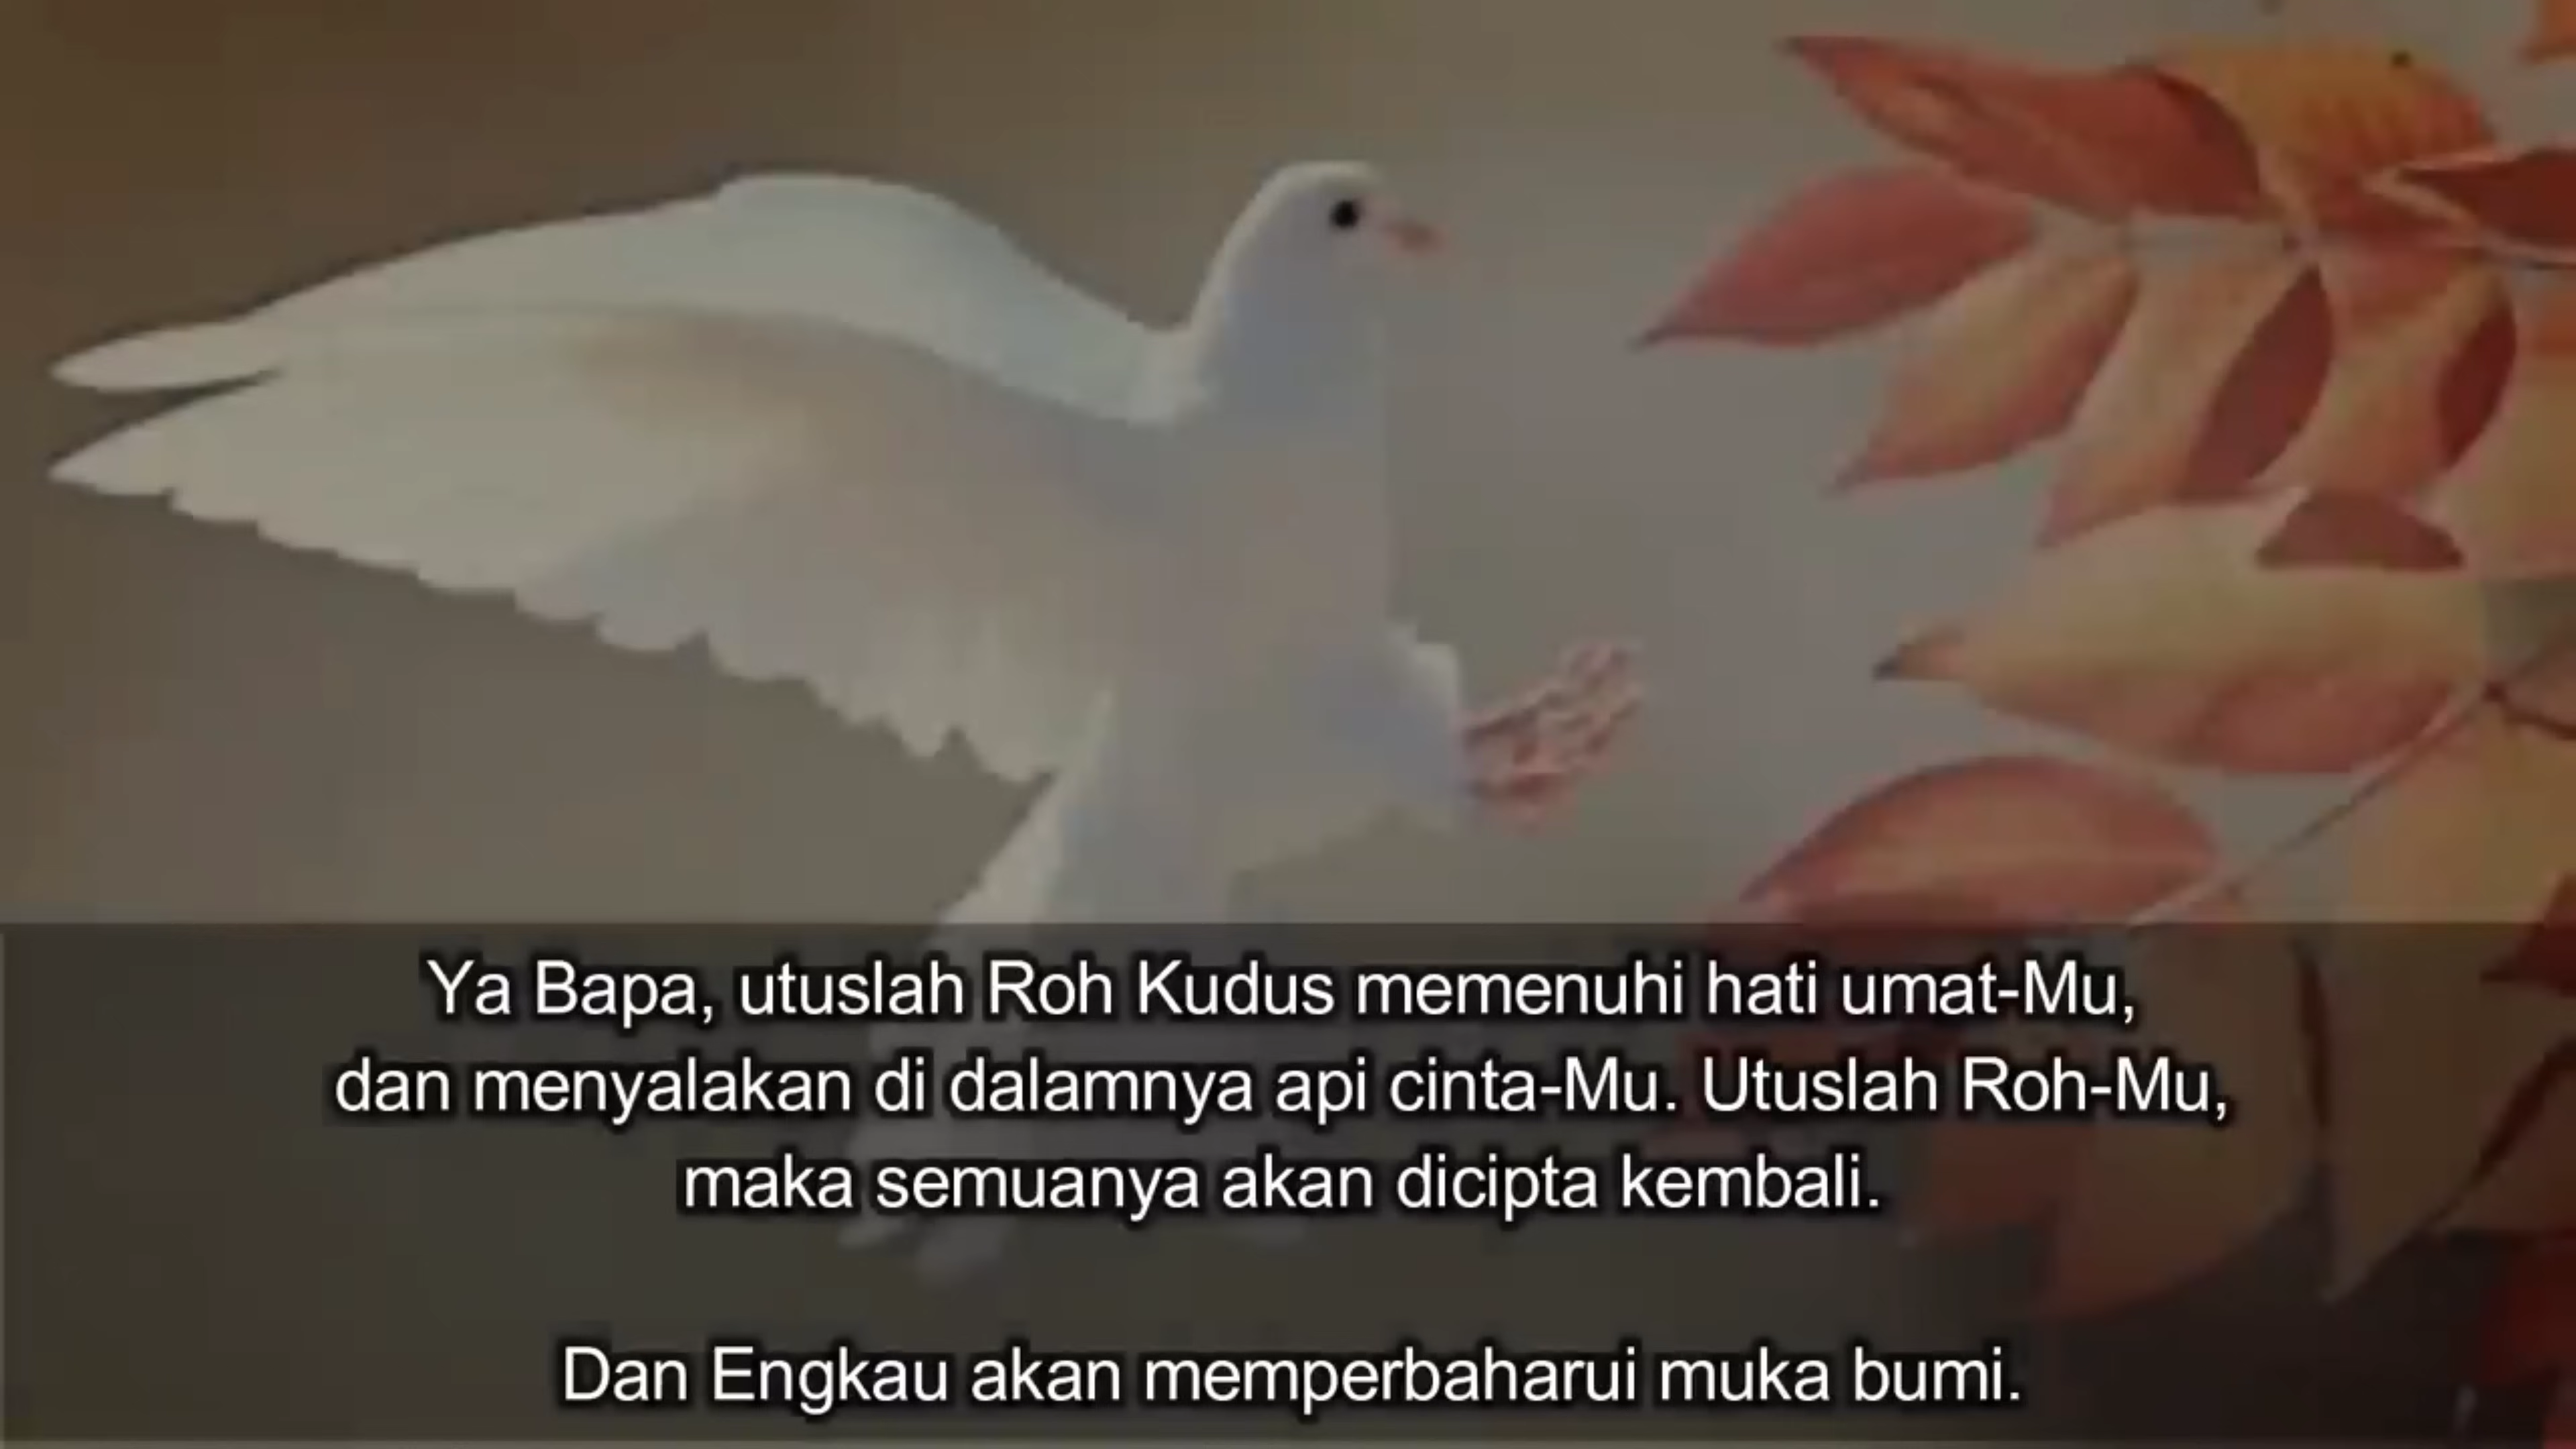 Ya Bapa, utuslah Roh Kudus memenuhi hati umat-Mu,
dan menyalakan di dalamnya api cinta-Mu. Utuslah Roh-Mu,
maka semuanya akan dicipta kembali.
Dan Engkau akan memperbaharui muka bumi.